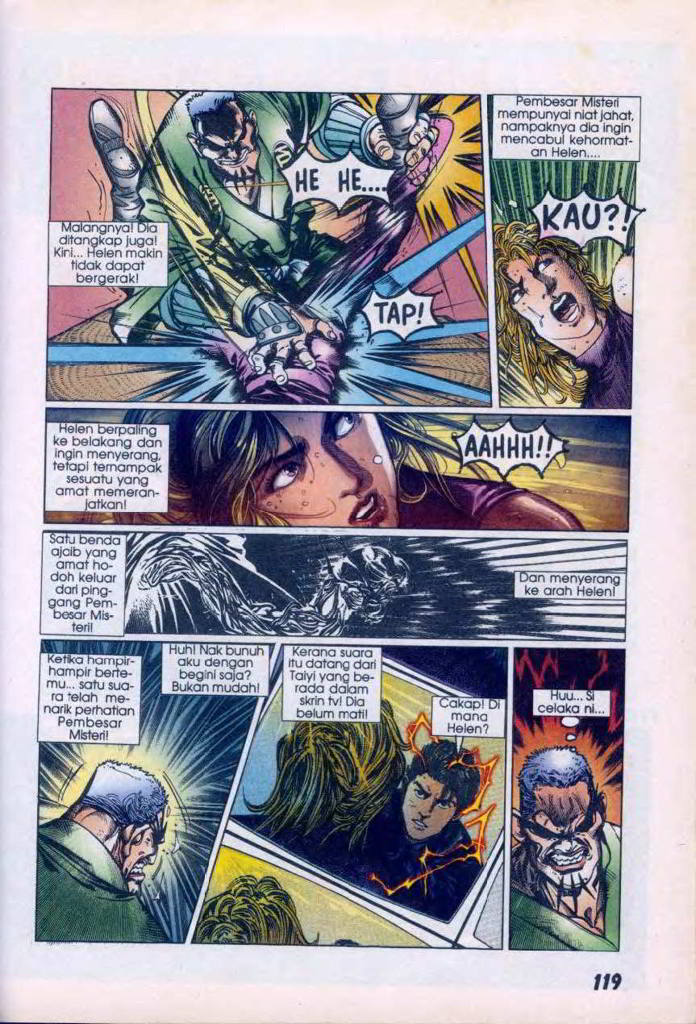 HE HE....
Malangnya! Dia
ditangkap juga!
Kini... Helen makin
tidak dapat
bergerak!
TAP!
Pembesar Misteri
mempunyai niat jahat,
nampaknya dia ingin
mencabul kehormat-
an Helen....
KAU?!
Helen berpaling
ke belakang dan
ingin menyerang,
tetapi ternampak
sesuatu yang
amat memeran-
jatkan!
AAHHH!!
Satu benda
ajaib yang
amat ho-
doh keluar
dari ping-
gang Pem-
besar Mis-
teri!
Dan menyerang
ke arah Helen!
Ketika hampir-
hampir berte-
mu... satu sua-
ra telah me-
narik perhatian
Pembesar
Misteri!
Huh! Nak bunuh
aku dengan
begini saja?
Bukan mudah!
Kerana suara
itu datang dari
Taiyi yang be-
rada dalam
skrin tv! Dia
belum mati!
Cakap! Di
mana
Helen?
Huu... Si
celaka ni...
119